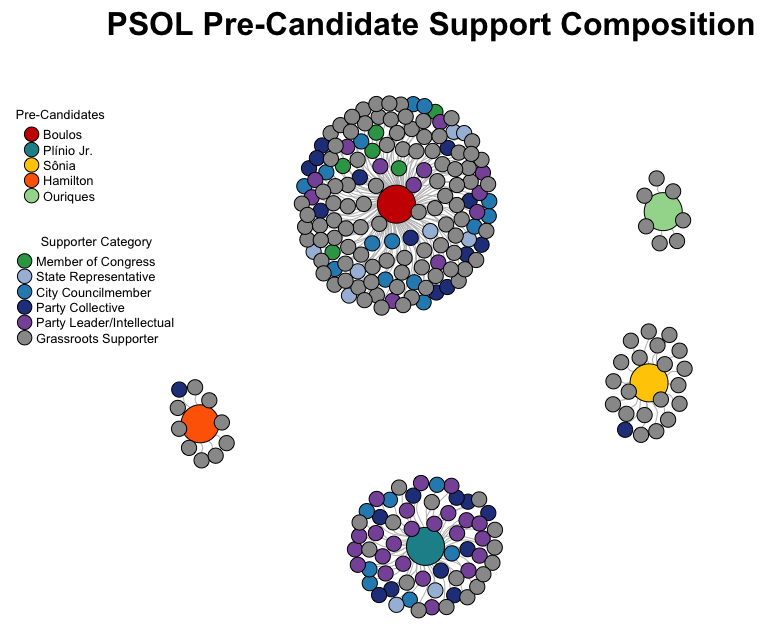 PSOL Pre-Candidate Support Composition
Pre-Candidates
Boulos
Plínio Jr.
Sônia
Hamilton
Ouriques
Supporter Category
Member of Congress
State Representative
City Councilmember
Party Collective
Party Leader/Intellectual
Grassroots Supporter